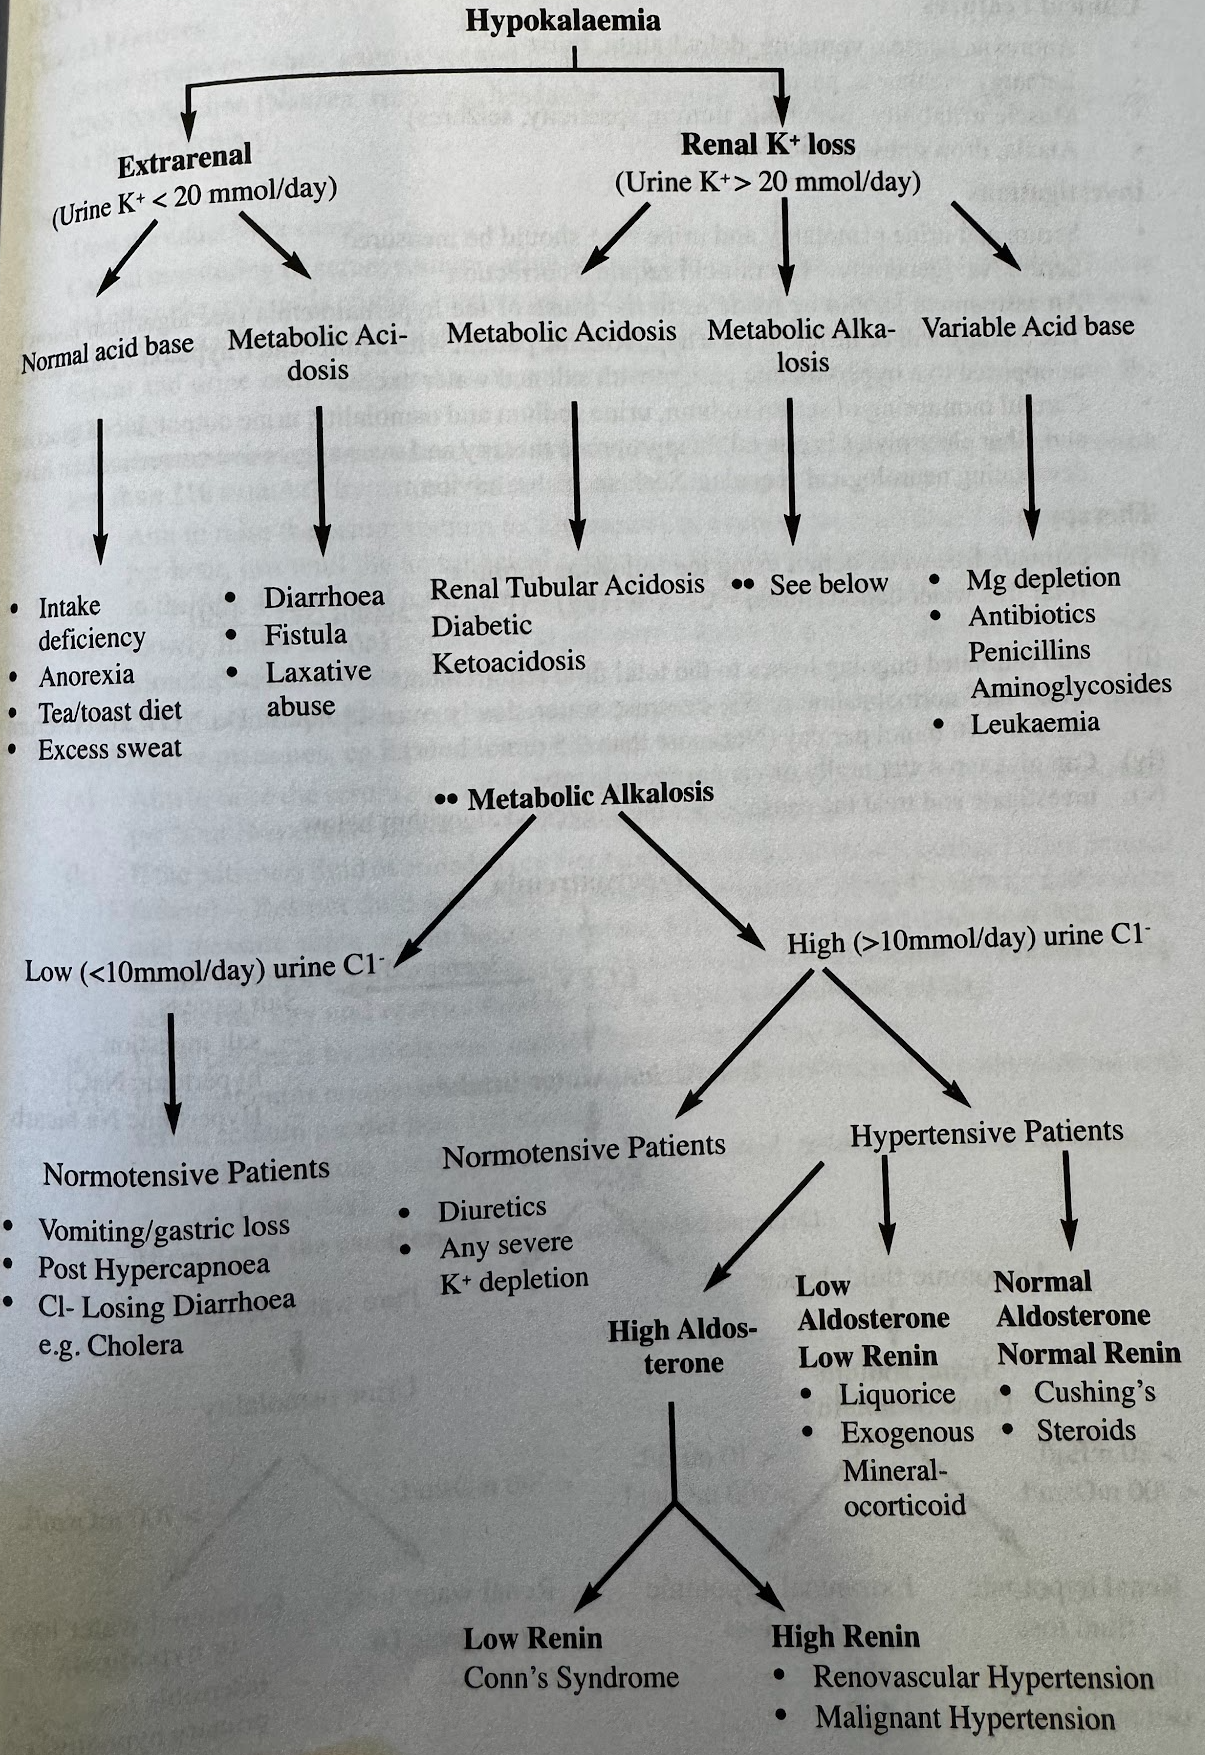 Hypokalaemia
Extrarenal
(Urine K+ < 20 mmol/day)
Renal K+ loss
(Urine K+> 20 mmol/day)
Normal acid base
Metabolic Aci-
dosis
Metabolic Acidosis
Metabolic Alka-
losis
Variable Acid base
• Intake
deficiency
• Anorexia
• Tea/toast diet
• Excess sweat
• Diarrhoea
• Fistula
• Laxative
abuse
Renal Tubular Acidosis
Diabetic
Ketoacidosis
•• See below
• Mg depletion
• Antibiotics
Penicillins
Aminoglycosides
• Leukaemia
•• Metabolic Alkalosis
Low (<10mmol/day) urine C1-
High (>10mmol/day) urine C1-
Normotensive Patients
• Vomiting/gastric loss
• Post Hypercapnoea
• Cl- Losing Diarrhoea
e.g. Cholera
Normotensive Patients
• Diuretics
• Any severe
K+ depletion
Hypertensive Patients
High Aldos-
terone
Low
Aldosterone
Low Renin
• Liquorice
• Exogenous
Mineral-
ocorticoid
Normal
Aldosterone
Normal Renin
• Cushing's
• Steroids
Low Renin
Conn's Syndrome
High Renin
• Renovascular Hypertension
• Malignant Hypertension